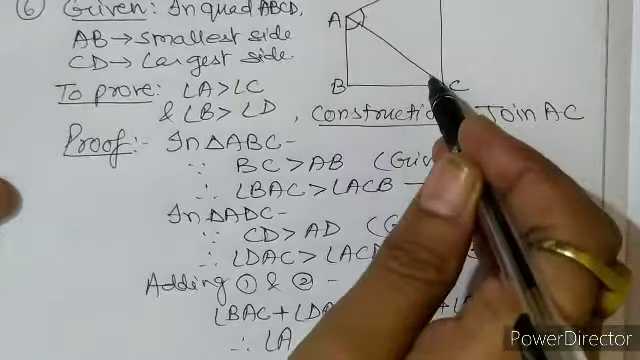 ⑥ Given: In quad ABCD,
AB → smallest side
CD → largest side.
To prove: ∠A > ∠C
& ∠B > ∠D, Construction Join AC
A
B
C
Proof:- In △ABC-
∵ BC > AB (Given
∴ ∠BAC > ∠ACB —
In △ADC-
∵ CD > AD
∴ ∠DAC > ∠ACD
Adding ① & ② -
∠BAC + ∠DA
∴ ∠A
PowerDirector